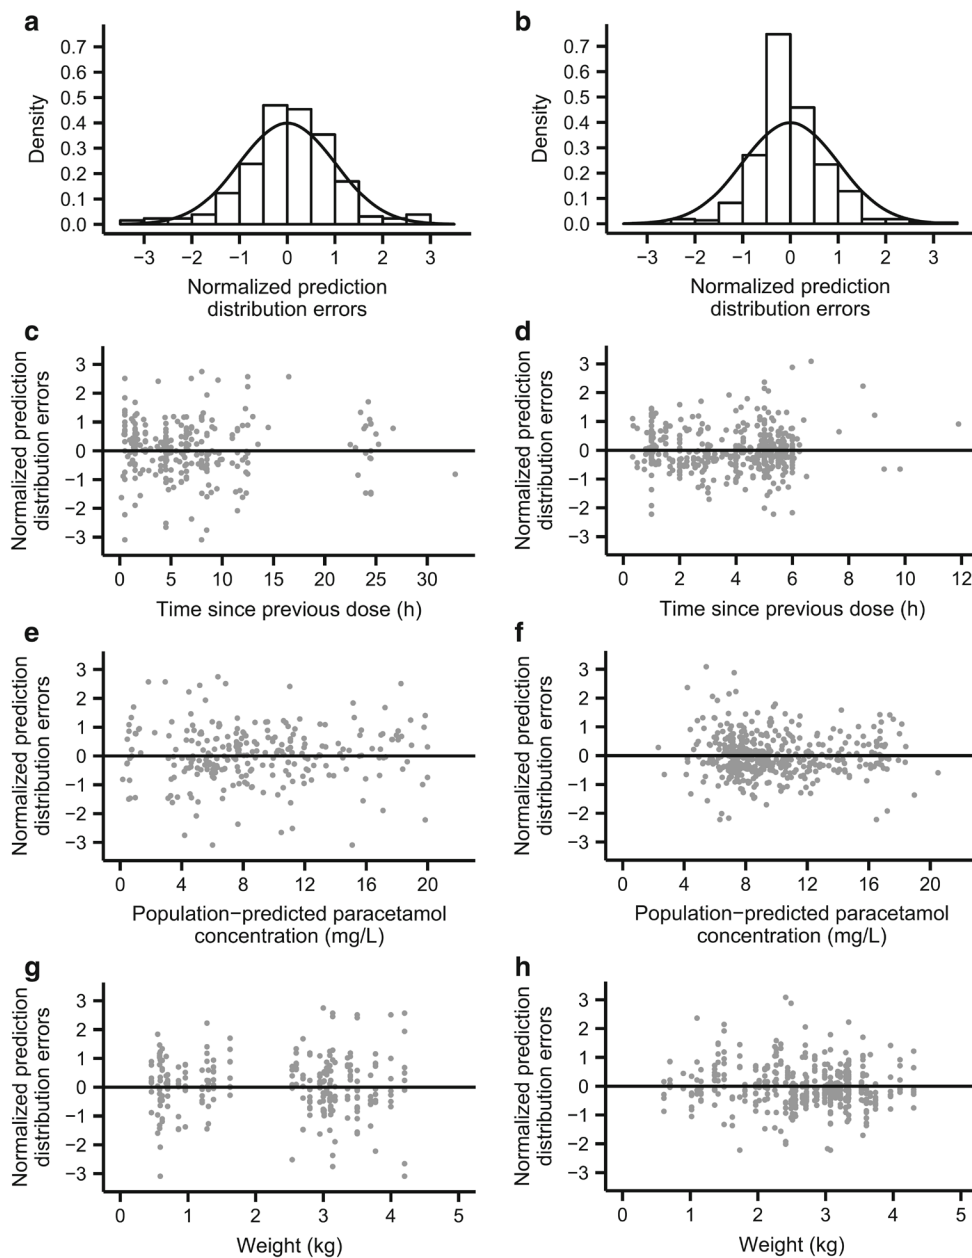 a
0.7
0.6
0.5
0.4
0.3
0.2
0.1
0.0
Density
−3 −2 −1 0 1 2 3
Normalized prediction
distribution errors
b
0.7
0.6
0.5
0.4
0.3
0.2
0.1
0.0
Density
−3 −2 −1 0 1 2 3
Normalized prediction
distribution errors
c
Normalized prediction
distribution errors
3
2
1
0
−1
−2
−3
0 5 10 15 20 25 30
Time since previous dose (h)
d
Normalized prediction
distribution errors
3
2
1
0
−1
−2
−3
0 2 4 6 8 10 12
Time since previous dose (h)
e
Normalized prediction
distribution errors
3
2
1
0
−1
−2
−3
0 4 8 12 16 20
Population−predicted paracetamol
concentration (mg/L)
f
Normalized prediction
distribution errors
3
2
1
0
−1
−2
−3
0 4 8 12 16 20
Population−predicted paracetamol
concentration (mg/L)
g
Normalized prediction
distribution errors
3
2
1
0
−1
−2
−3
0 1 2 3 4 5
Weight (kg)
h
Normalized prediction
distribution errors
3
2
1
0
−1
−2
−3
0 1 2 3 4 5
Weight (kg)